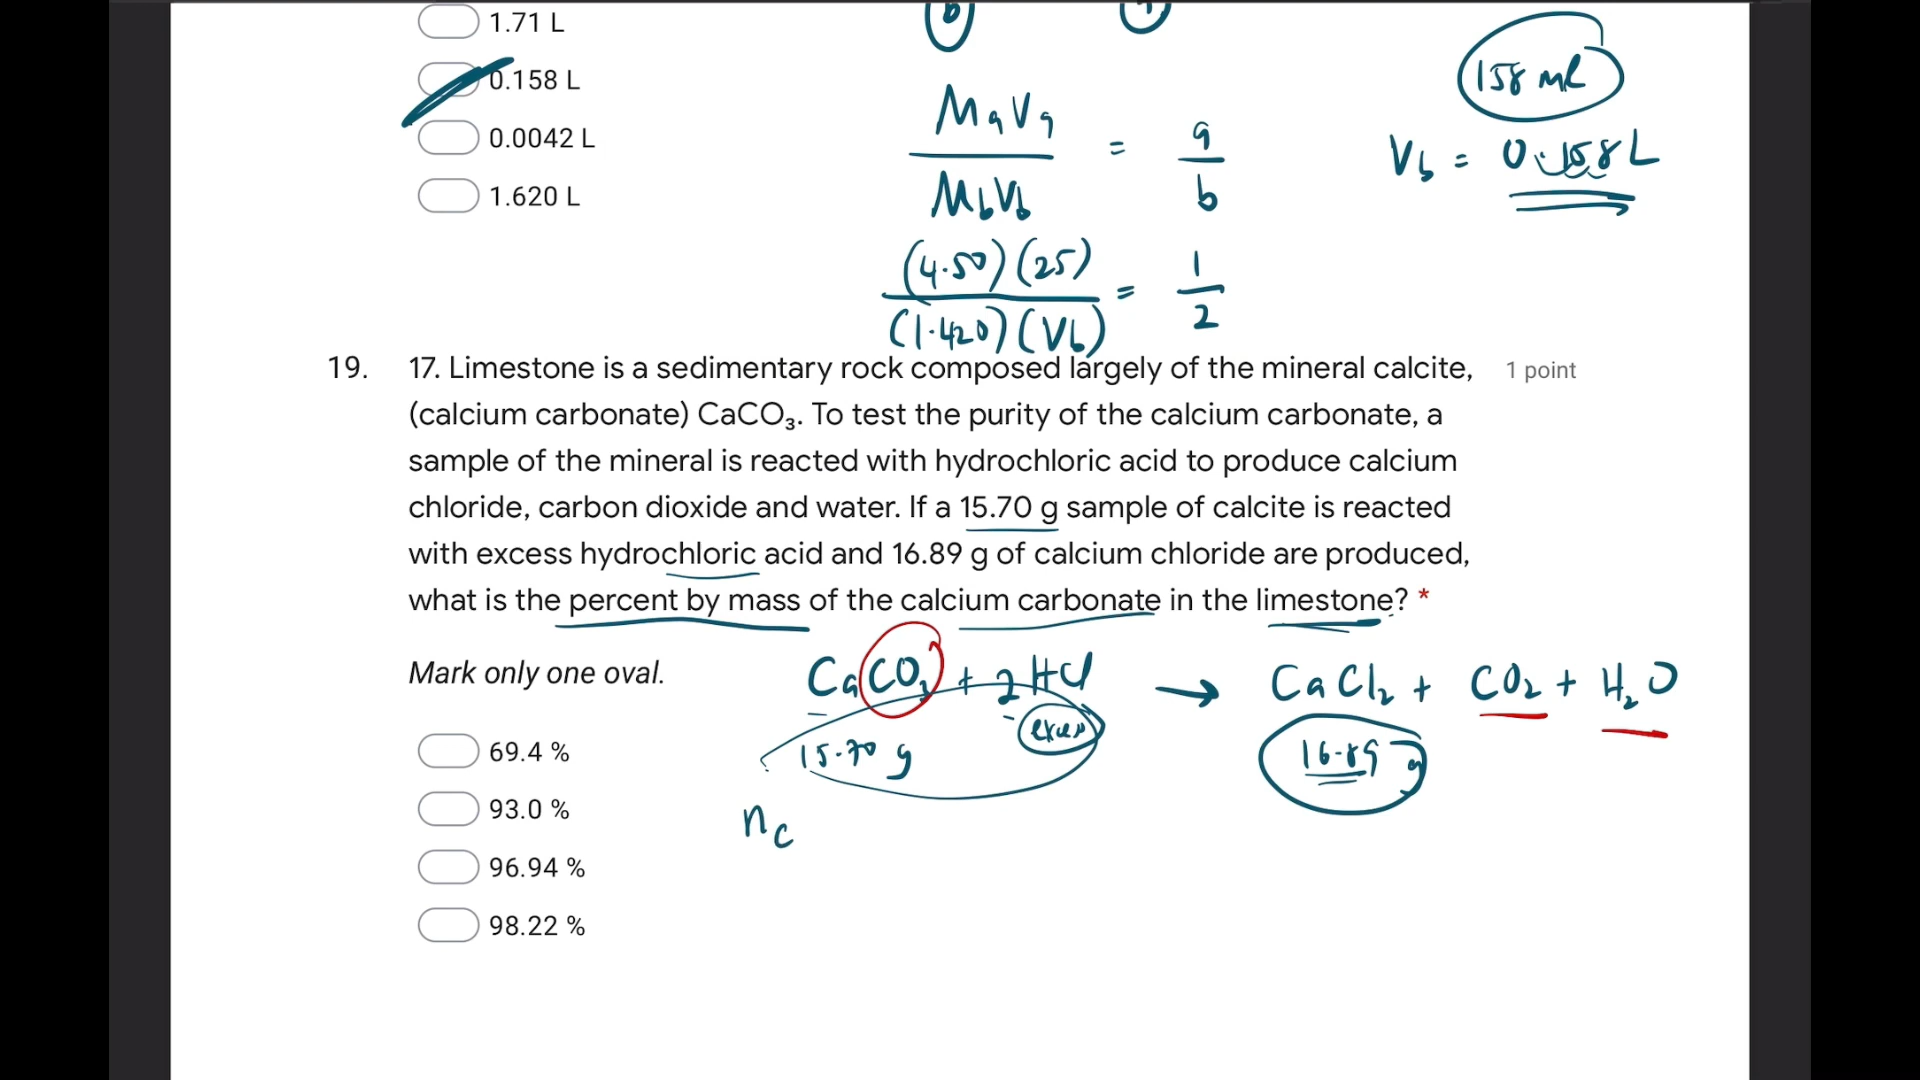 1.71 L
0.158 L
0.0042 L
1.620 L
158 ml
MaVa / MbVb = a / b
Vb = 0.158 L
(4.50)(25) / (1.420)(Vb) = 1 / 2
19. 17. Limestone is a sedimentary rock composed largely of the mineral calcite, 1 point
(calcium carbonate) CaCO₃. To test the purity of the calcium carbonate, a
sample of the mineral is reacted with hydrochloric acid to produce calcium
chloride, carbon dioxide and water. If a 15.70 g sample of calcite is reacted
with excess hydrochloric acid and 16.89 g of calcium chloride are produced,
what is the percent by mass of the calcium carbonate in the limestone? *
Mark only one oval.
CaCO₃ + 2HCl → CaCl₂ + CO₂ + H₂O
15.70 g excess 16.89 g
nc
69.4 %
93.0 %
96.94 %
98.22 %